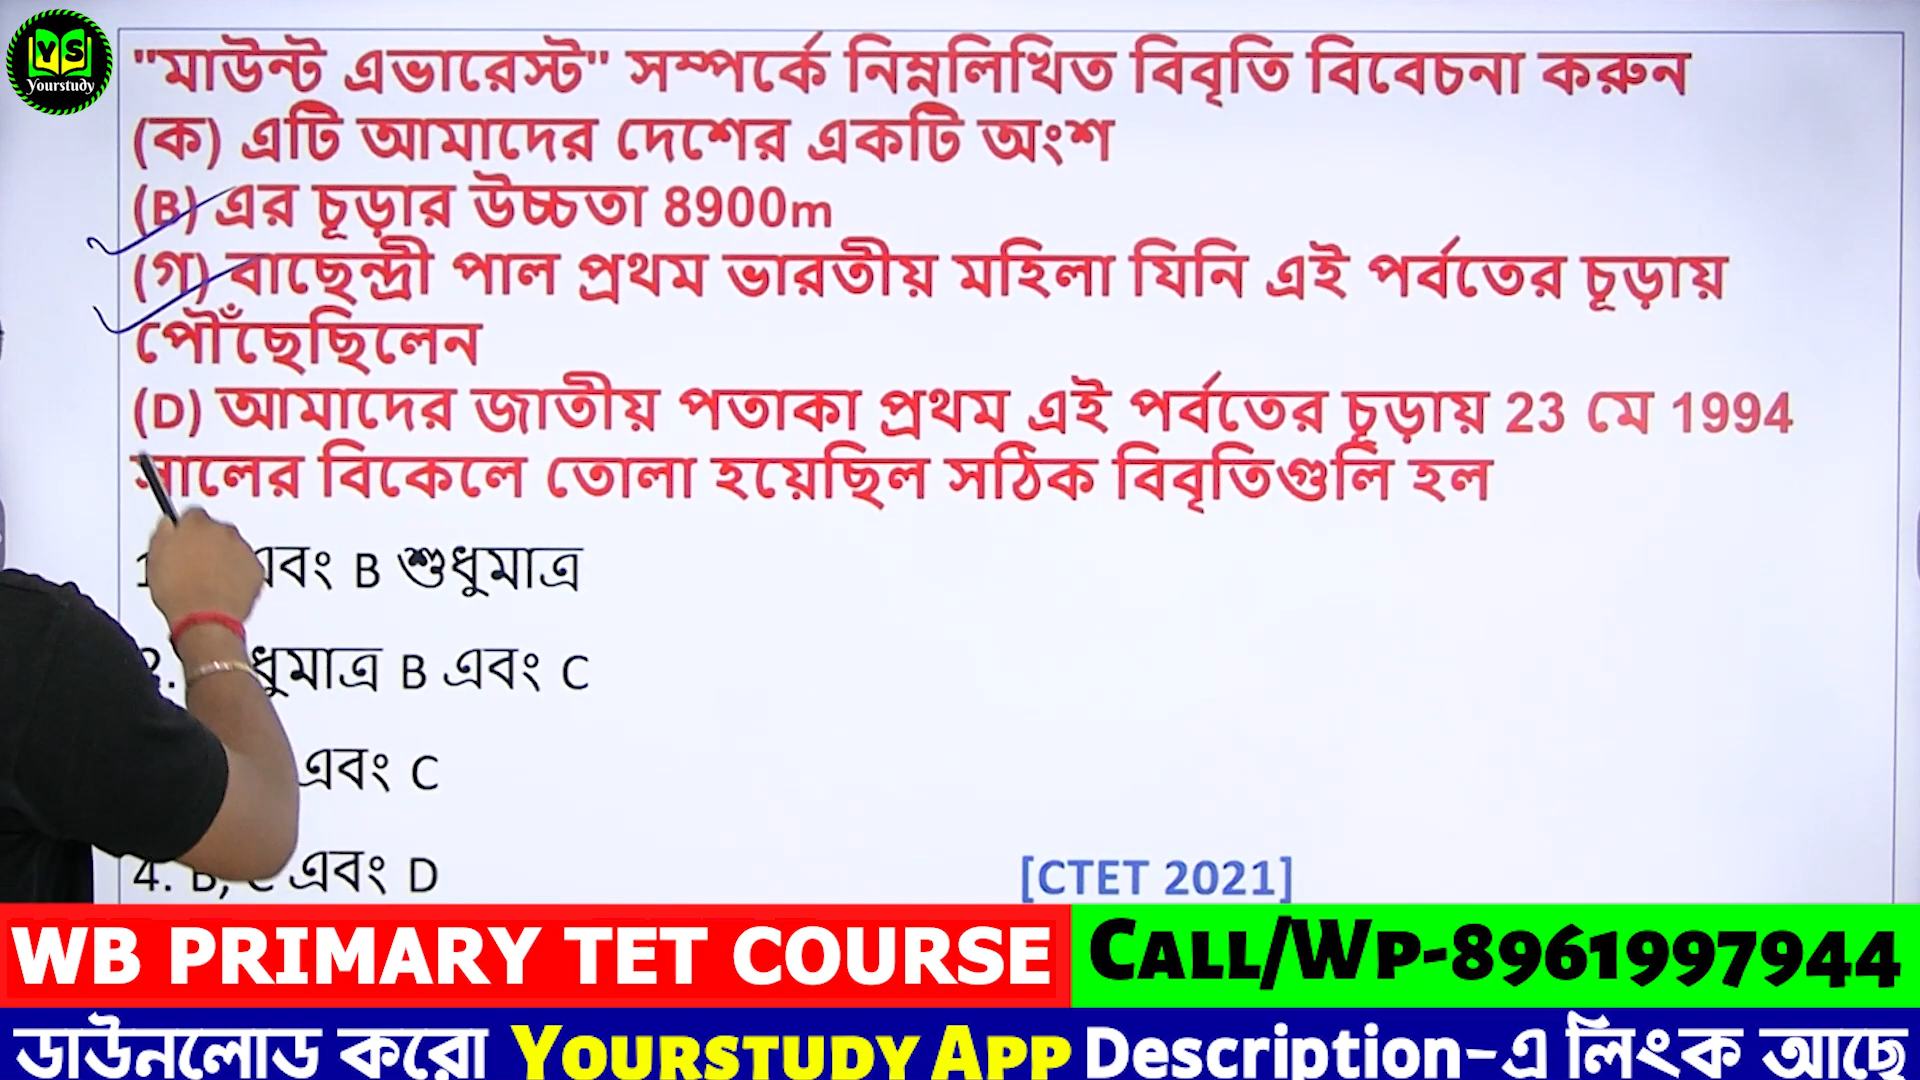 YS
Yourstudy
"মাউন্ট এভারেস্ট" সম্পর্কে নিম্নলিখিত বিবৃতি বিবেচনা করুন
(ক) এটি আমাদের দেশের একটি অংশ
(B) এর চূড়ার উচ্চতা 8900m
(গ) বাছেন্দ্রী পাল প্রথম ভারতীয় মহিলা যিনি এই পর্বতের চূড়ায়
পৌঁছেছিলেন
(D) আমাদের জাতীয় পতাকা প্রথম এই পর্বতের চূড়ায় 23 মে 1994
সালের বিকেলে তোলা হয়েছিল সঠিক বিবৃতিগুলি হল
এবং B শুধুমাত্র
শুধুমাত্র B এবং C
এবং C
4. B, C এবং D
[CTET 2021]
WB PRIMARY TET COURSE
CALL/WP-8961997944
ডাউনলোড করো YOURSTUDY APP Description-এ লিংক আছে